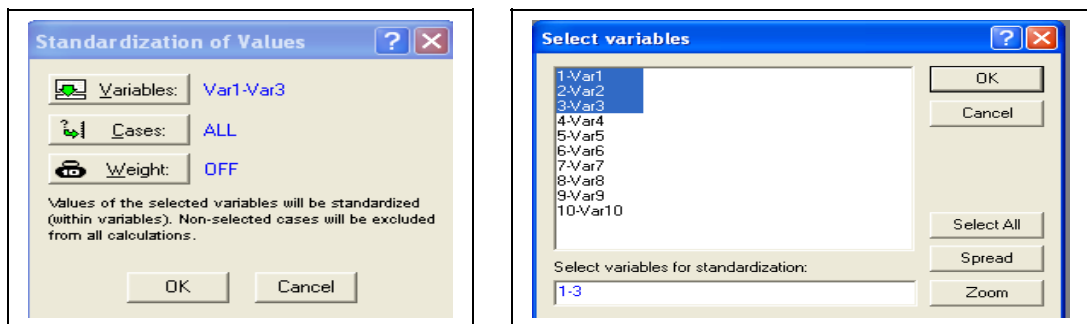 Standardization of Values
Variables: Var1-Var3
Cases: ALL
Weight: OFF
Values of the selected variables will be standardized
(within variables). Non-selected cases will be excluded
from all calculations.
OK Cancel
Select variables
1-Var1
2-Var2
3-Var3
4-Var4
5-Var5
6-Var6
7-Var7
8-Var8
9-Var9
10-Var10
OK
Cancel
Select All
Spread
Zoom
Select variables for standardization:
1-3